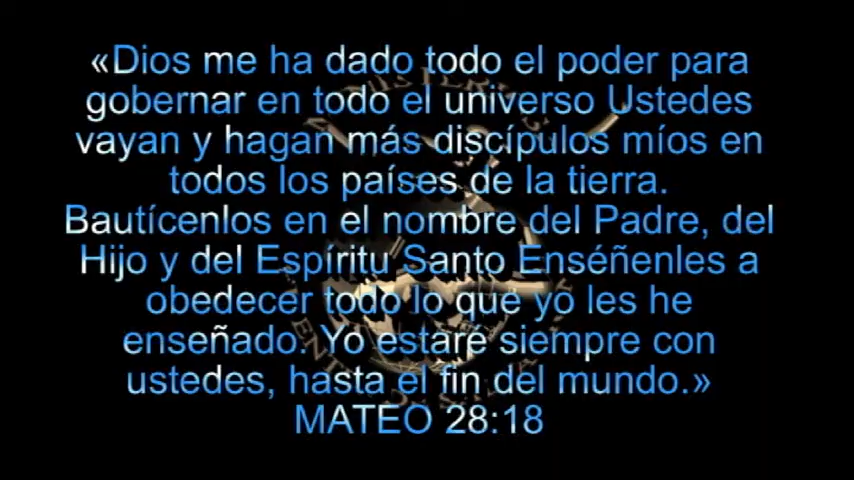 «Dios me ha dado todo el poder para
gobernar en todo el universo Ustedes
vayan y hagan más discípulos míos en
todos los países de la tierra.
Bautícenlos en el nombre del Padre, del
Hijo y del Espíritu Santo Enséñenles a
obedecer todo lo que yo les he
enseñado. Yo estaré siempre con
ustedes, hasta el fin del mundo.»
MATEO 28:18